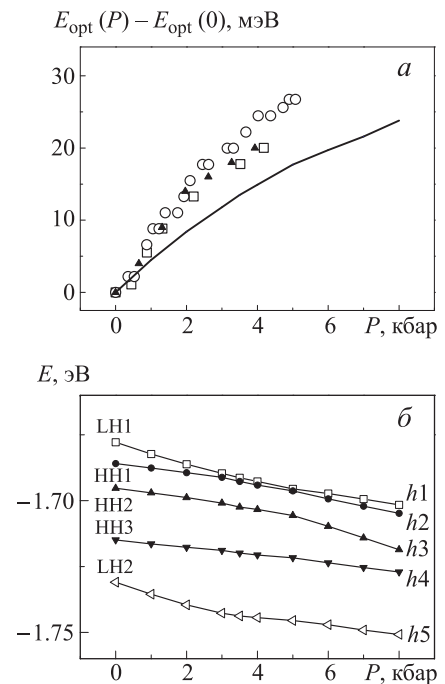 E_opt (P) – E_opt (0), мэВ
а
30
20
10
0
0 2 4 6 P, кбар
E, эВ
б
LH1
HH1
HH2
HH3
LH2
h1
h2
h3
h4
h5
–1.70
–1.75
0 2 4 6 P, кбар